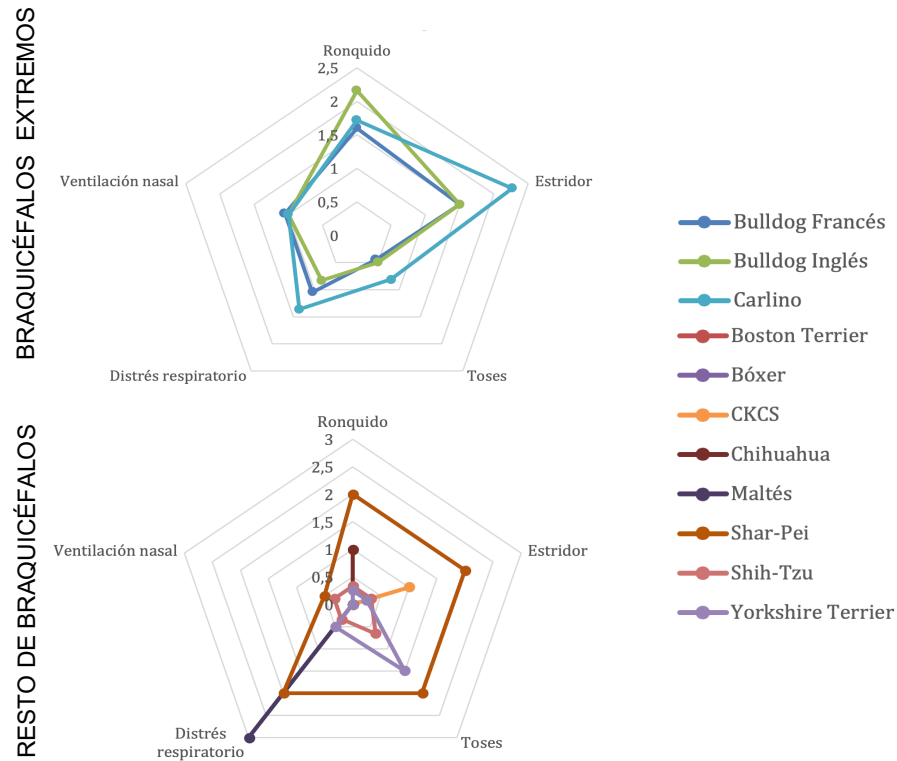 BRAQUICÉFALOS EXTREMOS
Ronquido
2,5
2
1,5
1
0,5
0
Ventilación nasal
Estridor
Distrés respiratorio
Toses
RESTO DE BRAQUICÉFALOS
Ronquido
3
2,5
2
1,5
1
0,5
0
Ventilación nasal
Estridor
Distrés
respiratorio
Toses
Bulldog Francés
Bulldog Inglés
Carlino
Boston Terrier
Bóxer
CKCS
Chihuahua
Maltés
Shar-Pei
Shih-Tzu
Yorkshire Terrier